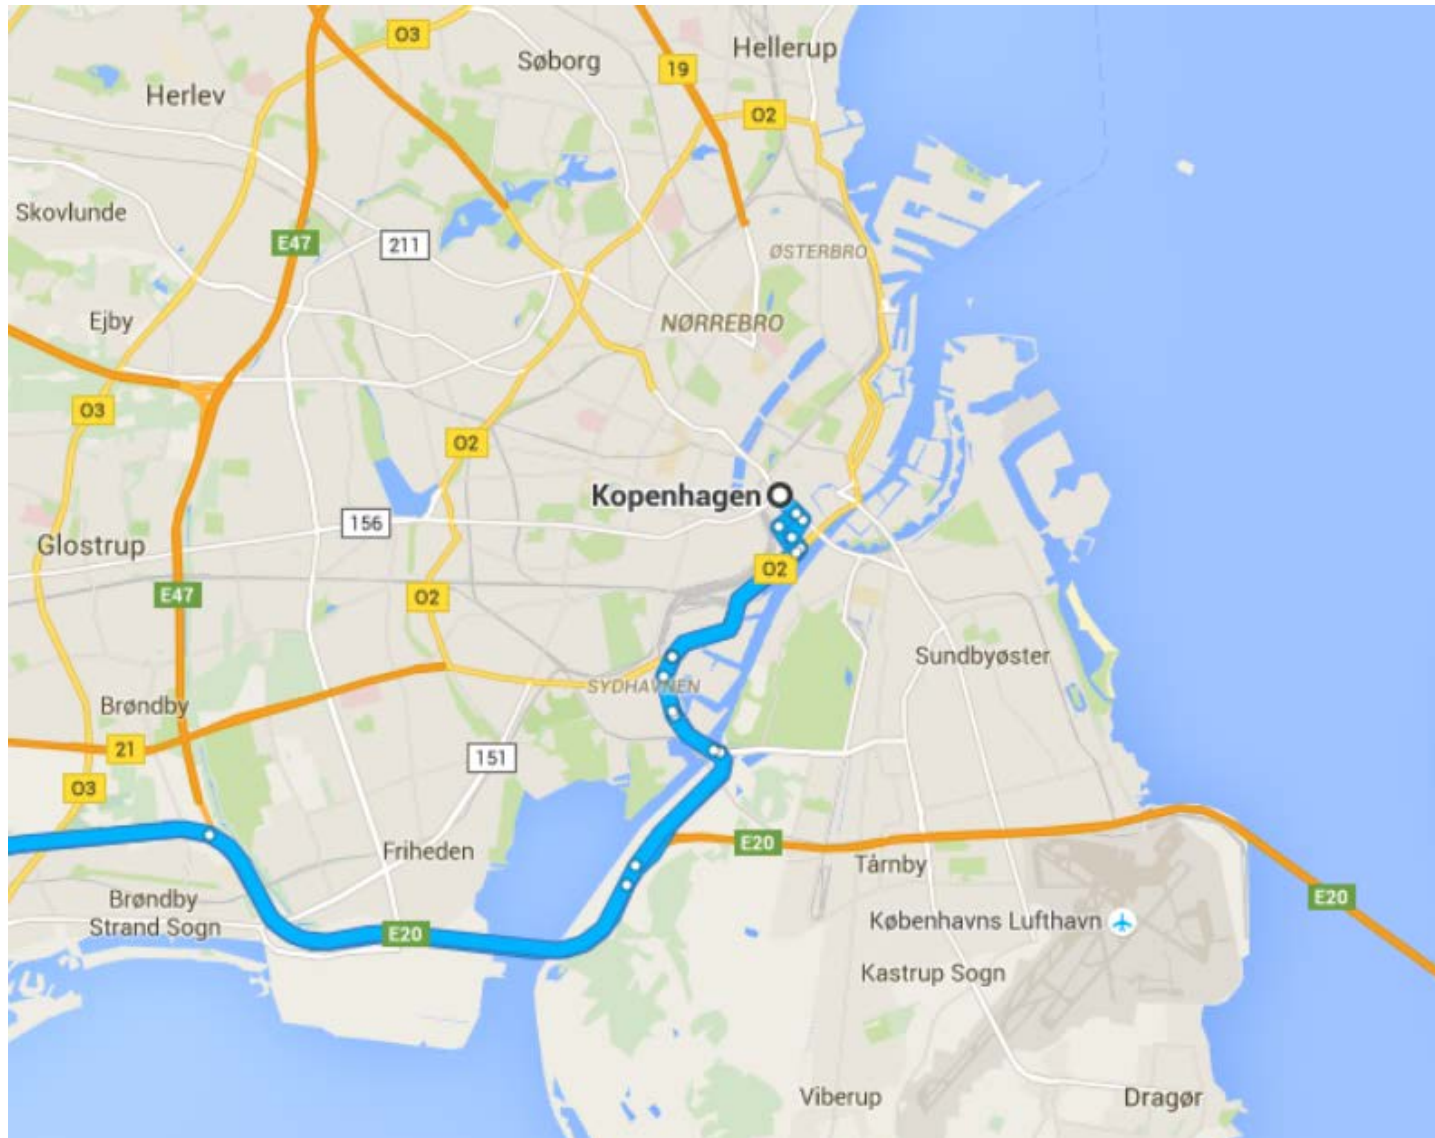 O3
Søborg
19
Hellerup
Herlev
O2
Skovlunde
E47
211
ØSTERBRO
Ejby
NØRREBRO
O3
O2
Kopenhagen
156
Glostrup
O2
E47
O2
Sundbyøster
SYDHAVNEN
Brøndby
21
151
O3
E20
Friheden
Tårnby
Brøndby
Strand Sogn
E20
E20
Københavns Lufthavn
Kastrup Sogn
Viberup
Dragør